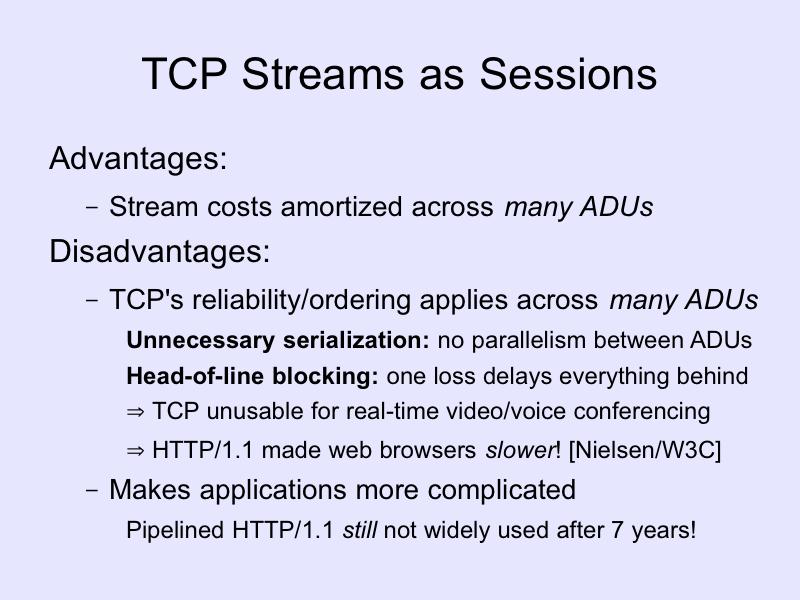 TCP Streams as Sessions
Advantages:
– Stream costs amortized across many ADUs
Disadvantages:
– TCP's reliability/ordering applies across many ADUs
Unnecessary serialization: no parallelism between ADUs
Head-of-line blocking: one loss delays everything behind
⇒ TCP unusable for real-time video/voice conferencing
⇒ HTTP/1.1 made web browsers slower! [Nielsen/W3C]
– Makes applications more complicated
Pipelined HTTP/1.1 still not widely used after 7 years!